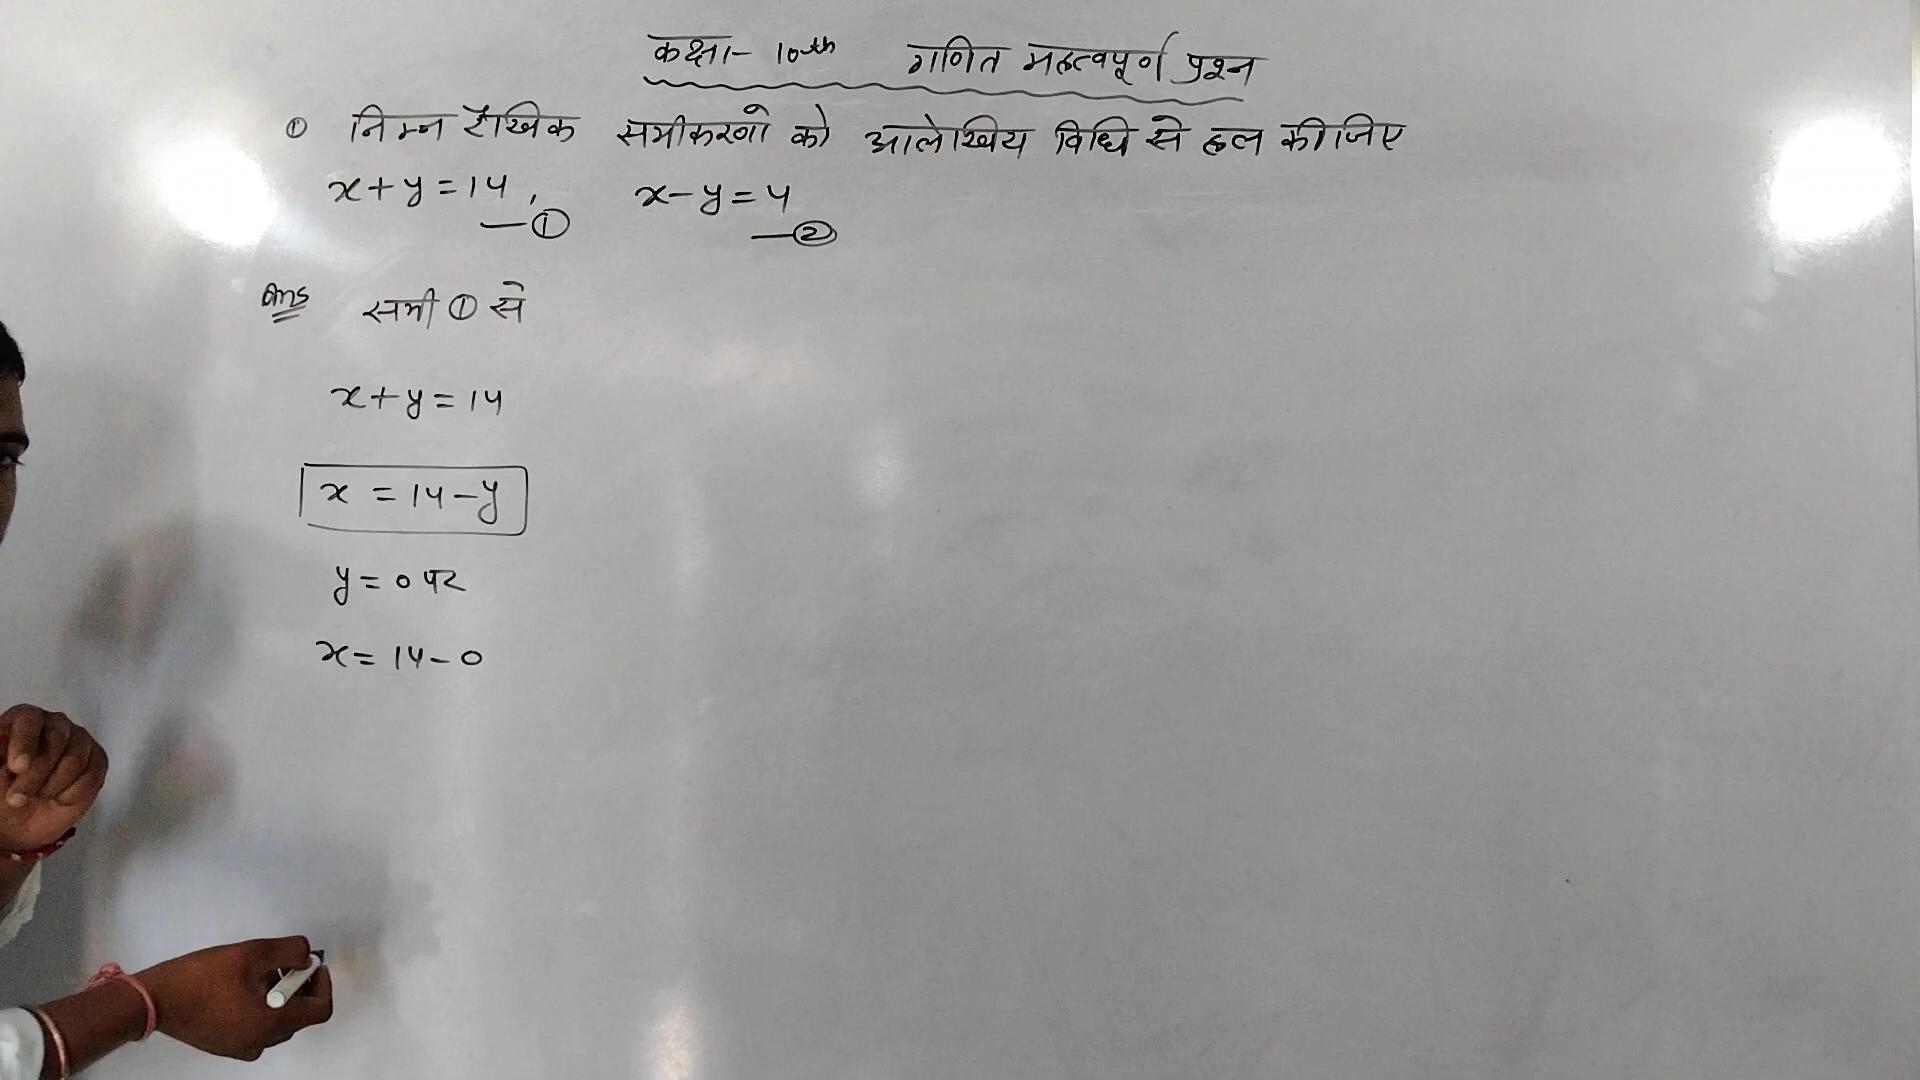 कक्षा- 10th गणित महत्वपूर्ण प्रश्न
① निम्न रैखिक समीकरणो को आलेखिय विधि से हल कीजिए
x+y=14, x-y=4
—① —②
Ans समी ① से
x+y=14
x = 14-y
y=0 पर
x=14-0